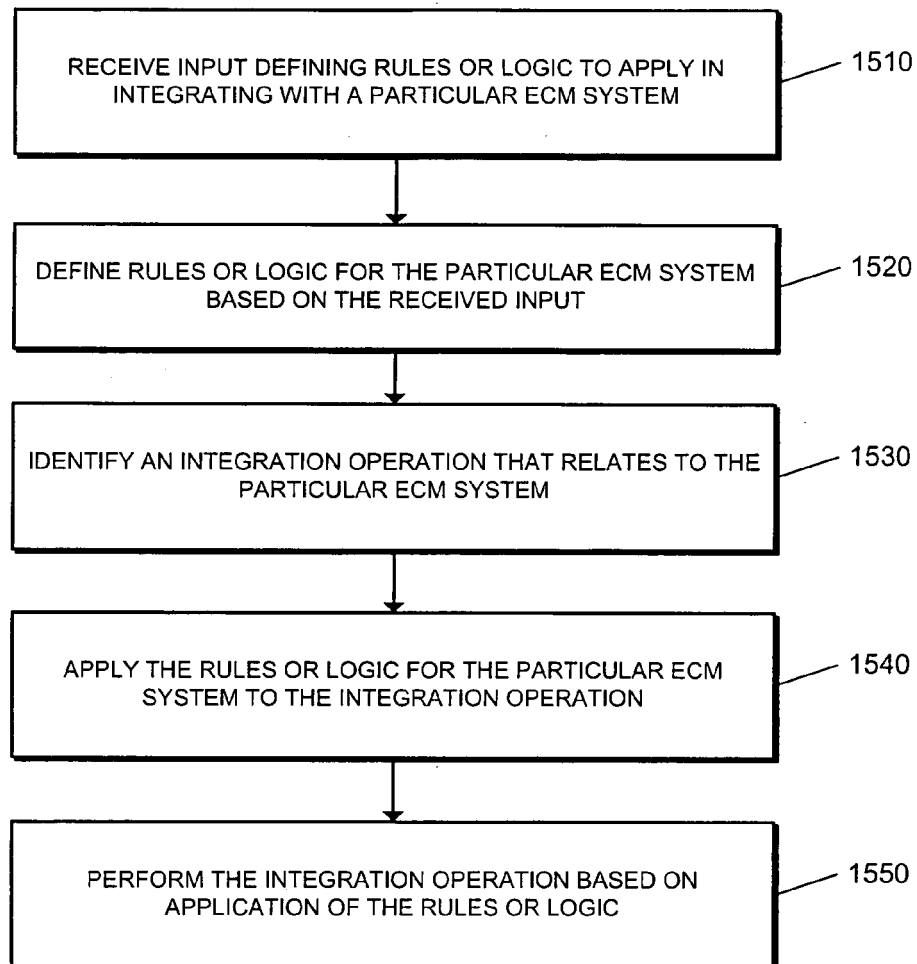 RECEIVE INPUT DEFINING RULES OR LOGIC TO APPLY IN
INTEGRATING WITH A PARTICULAR ECM SYSTEM
1510
DEFINE RULES OR LOGIC FOR THE PARTICULAR ECM SYSTEM
BASED ON THE RECEIVED INPUT
1520
IDENTIFY AN INTEGRATION OPERATION THAT RELATES TO THE
PARTICULAR ECM SYSTEM
1530
APPLY THE RULES OR LOGIC FOR THE PARTICULAR ECM
SYSTEM TO THE INTEGRATION OPERATION
1540
PERFORM THE INTEGRATION OPERATION BASED ON
APPLICATION OF THE RULES OR LOGIC
1550